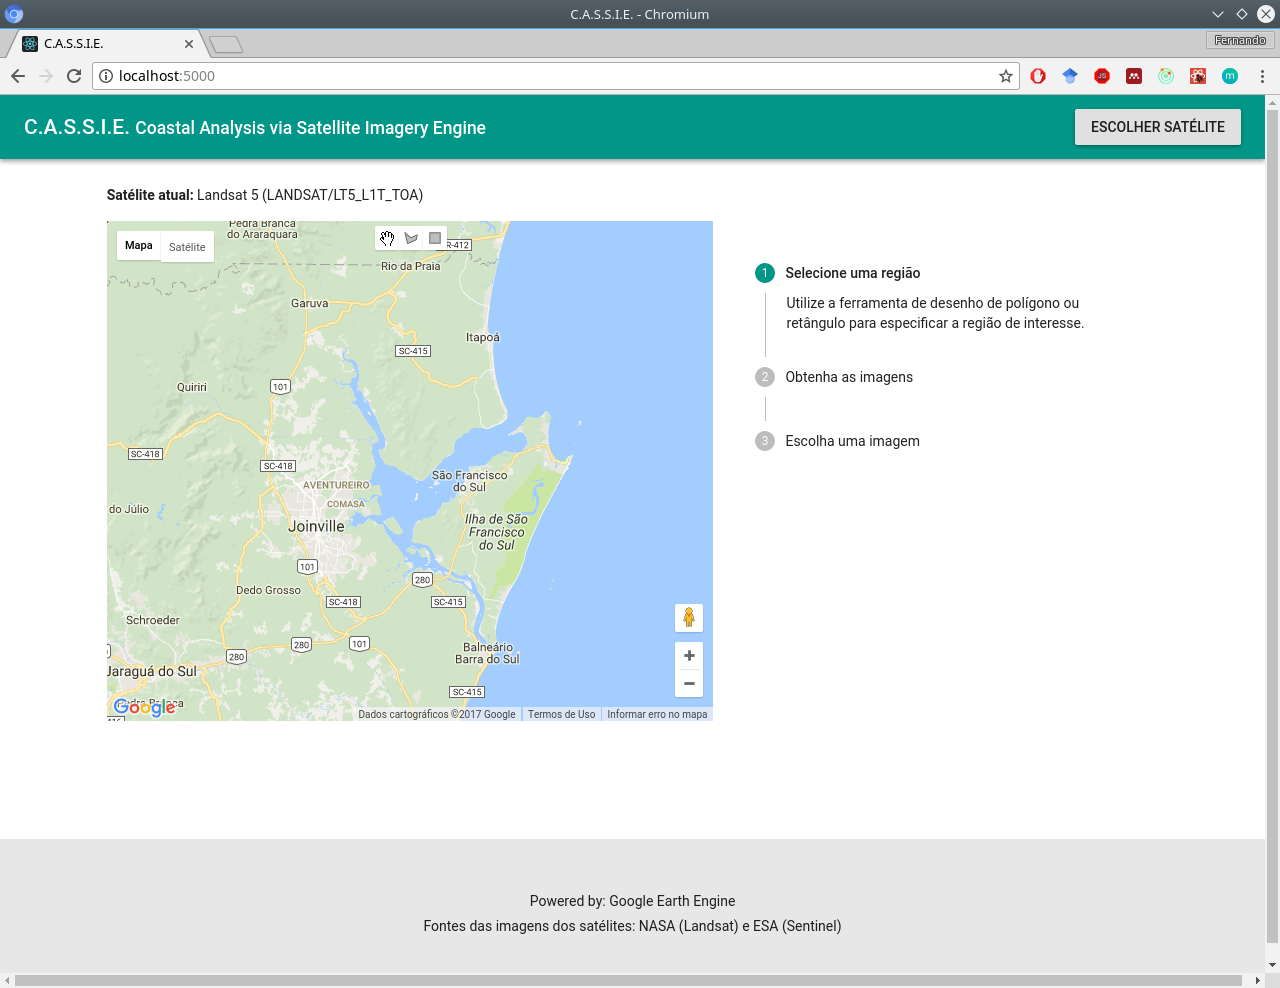 C.A.S.S.I.E. - Chromium
C.A.S.S.I.E.
Fernando
localhost:5000
C.A.S.S.I.E. Coastal Analysis via Satellite Imagery Engine
ESCOLHER SATÉLITE
Satélite atual: Landsat 5 (LANDSAT/LT5_L1T_TOA)
Pedra Branca
do Araraquara
Mapa
Satélite
R-412
Rio da Praia
Garuva
Itapoá
SC-415
Quiriri
101
SC-418
SC-418
São Francisco
do Sul
AVENTUREIRO
COMASA
do Júlio
Joinville
Ilha de São
Francisco
do Sul
101
280
Dedo Grosso
SC-418
SC-415
Schroeder
280
101
280
Balneário
Barra do Sul
Jaraguá do Sul
SC-415
Pedra Branca
Google
416
Dados cartográficos ©2017 Google
Termos de Uso
Informar erro no mapa
1 Selecione uma região
Utilize a ferramenta de desenho de polígono ou
retângulo para especificar a região de interesse.
2 Obtenha as imagens
3 Escolha uma imagem
Powered by: Google Earth Engine
Fontes das imagens dos satélites: NASA (Landsat) e ESA (Sentinel)